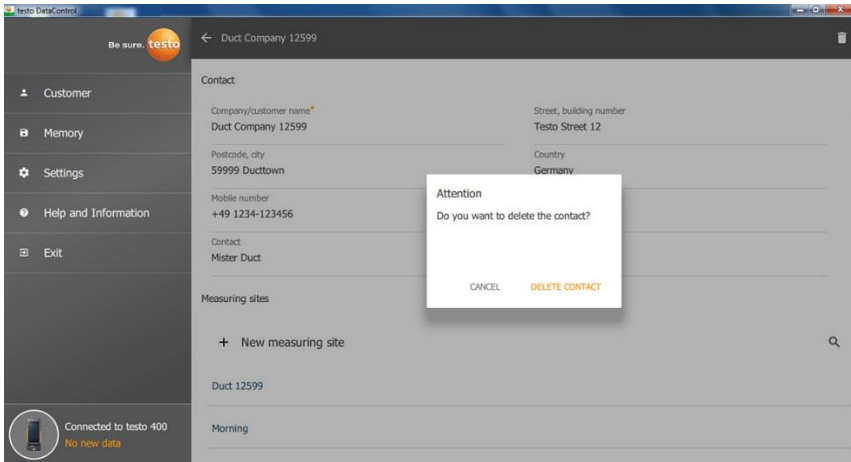 testo DataControl
Be sure. testo
Customer
Memory
Settings
Help and Information
Exit
Connected to testo 400
No new data
Duct Company 12599
Contact
Company/customer name*
Duct Company 12599
Street, building number
Testo Street 12
Postcode, city
59999 Ducttown
Country
Germany
Mobile number
+49 1234-123456
Contact
Mister Duct
Attention
Do you want to delete the contact?
CANCEL
DELETE CONTACT
Measuring sites
+ New measuring site
Duct 12599
Morning